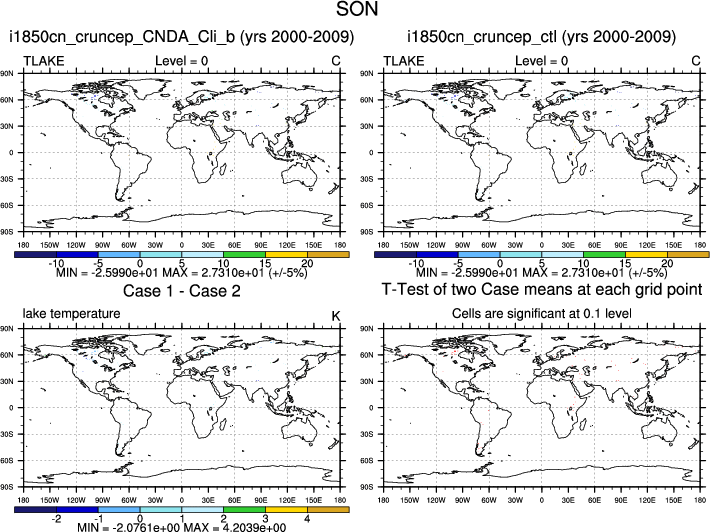 SON
i1850cn_cruncep_CNDA_Cli_b (yrs 2000-2009)
i1850cn_cruncep_ctl (yrs 2000-2009)
TLAKE Level = 0 C
TLAKE Level = 0 C
90N 60N 30N 0 30S 60S 90S
90N 60N 30N 0 30S 60S 90S
180 150W 120W 90W 60W 30W 0 30E 60E 90E 120E 150E 180
180 150W 120W 90W 60W 30W 0 30E 60E 90E 120E 150E 180
-10 -5 0 5 10 15 20
-10 -5 0 5 10 15 20
MIN = -2.5990e+01 MAX = 2.7310e+01 (+/-5%)
MIN = -2.5990e+01 MAX = 2.7310e+01 (+/-5%)
Case 1 - Case 2
T-Test of two Case means at each grid point
lake temperature K
Cells are significant at 0.1 level
90N 60N 30N 0 30S 60S 90S
90N 60N 30N 0 30S 60S 90S
180 150W 120W 90W 60W 30W 0 30E 60E 90E 120E 150E 180
180 150W 120W 90W 60W 30W 0 30E 60E 90E 120E 150E 180
-2 -1 0 1 2 3 4
MIN = -2.0761e+00 MAX = 4.2039e+00